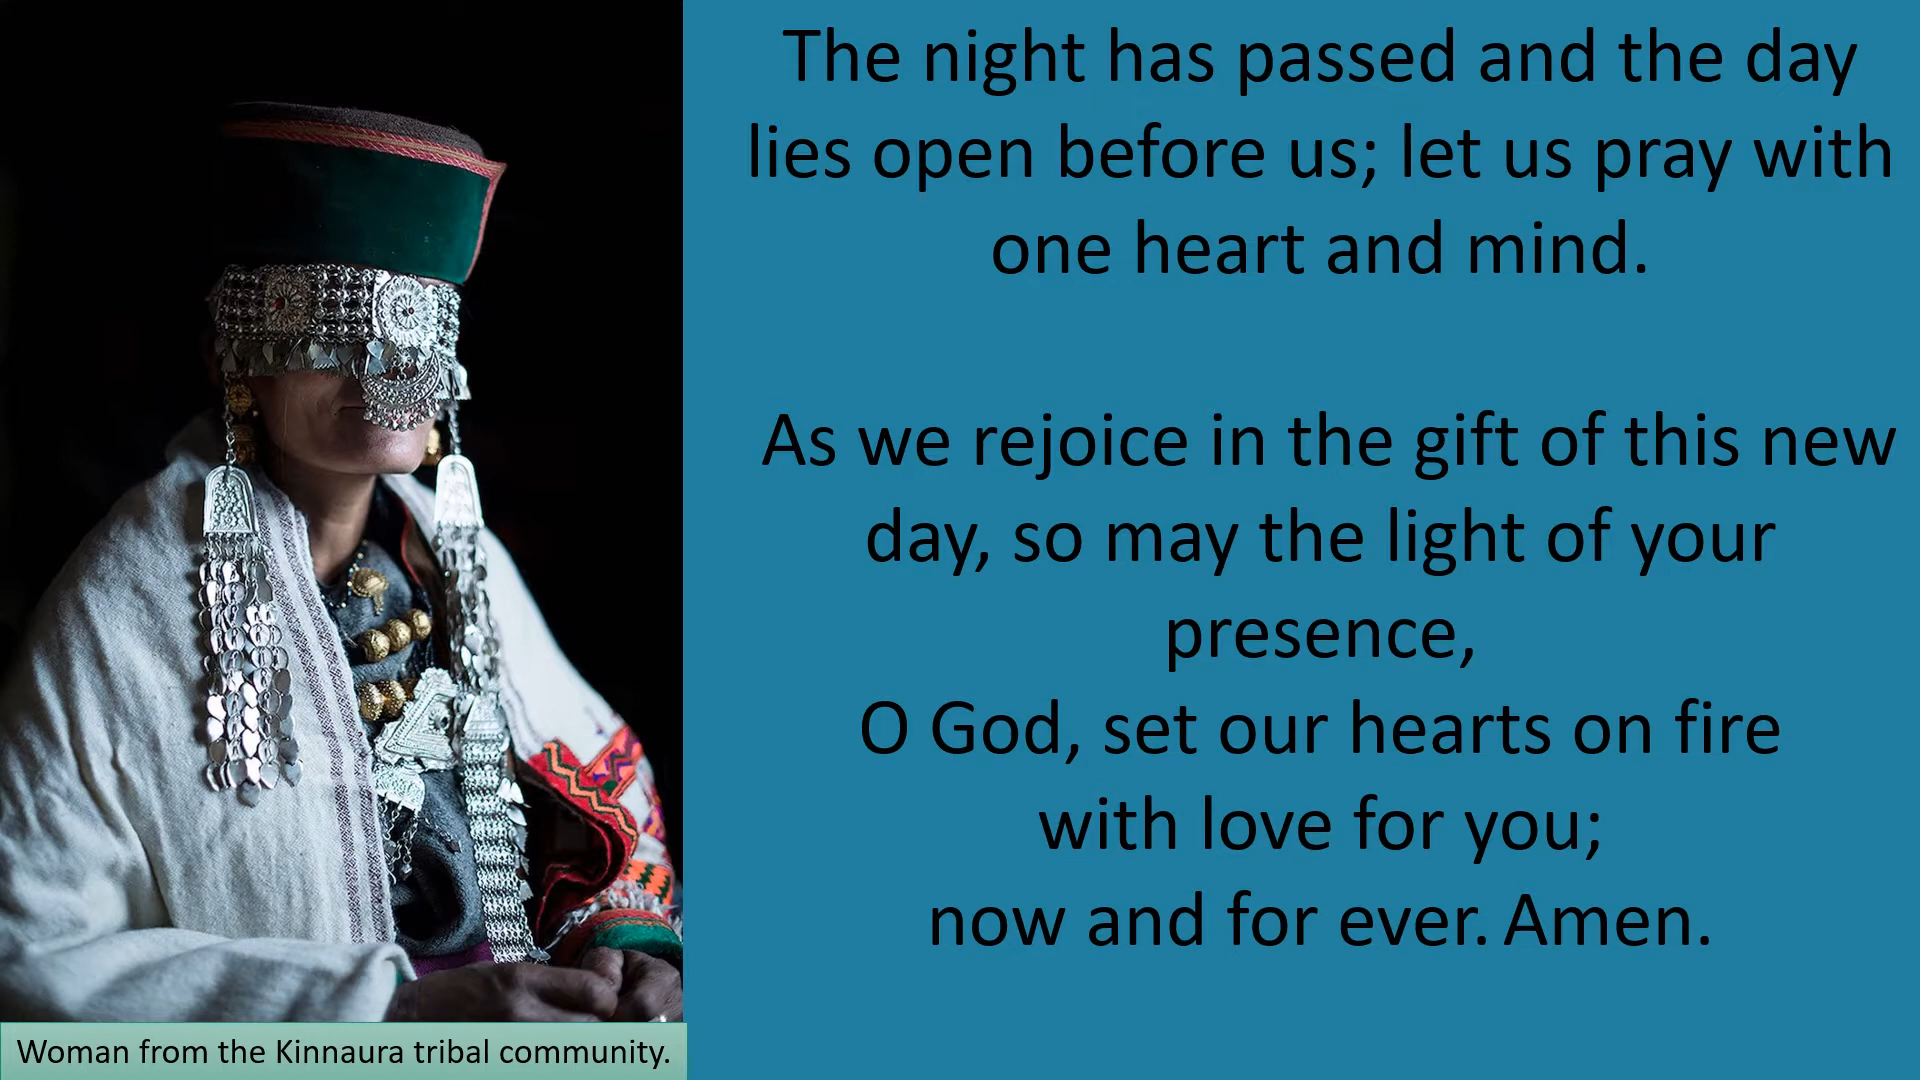 The night has passed and the day
lies open before us; let us pray with
one heart and mind.
As we rejoice in the gift of this new
day, so may the light of your
presence,
O God, set our hearts on fire
with love for you;
now and for ever. Amen.
Woman from the Kinnaura tribal community.